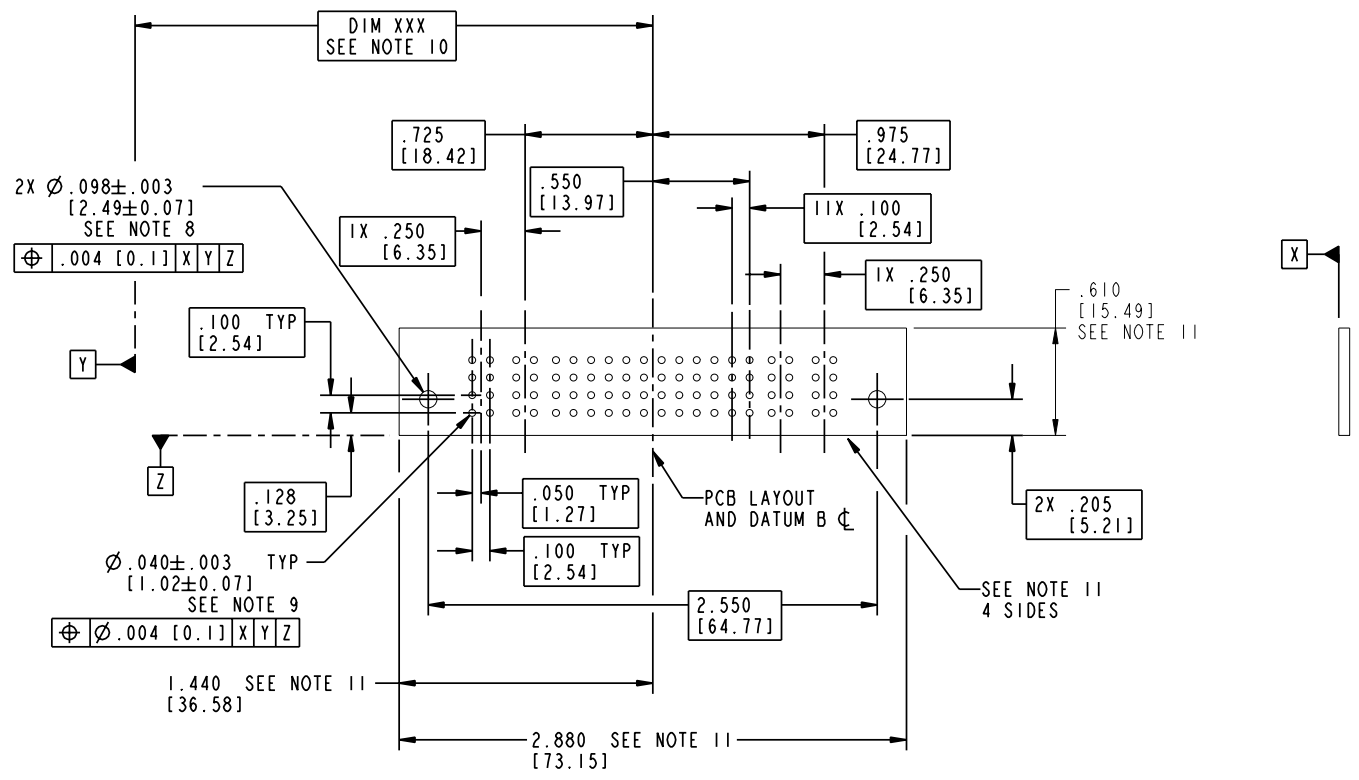 DIM XXX
SEE NOTE 10
.725
[18.42]
.975
[24.77]
.550
[13.97]
2X Ø .098±.003
[2.49±0.07]
SEE NOTE 8
⌖ .004 [0.1] X Y Z
1X .250
[6.35]
11X .100
[2.54]
1X .250
[6.35]
X
.610
[15.49]
SEE NOTE 11
.100 TYP
[2.54]
Y
Z
.128
[3.25]
.050 TYP
[1.27]
PCB LAYOUT
AND DATUM B ℄
2X .205
[5.21]
Ø .040±.003 TYP
[1.02±0.07]
SEE NOTE 9
⌖ Ø.004 [0.1] X Y Z
.100 TYP
[2.54]
2.550
[64.77]
SEE NOTE 11
4 SIDES
1.440 SEE NOTE 11
[36.58]
2.880 SEE NOTE 11
[73.15]